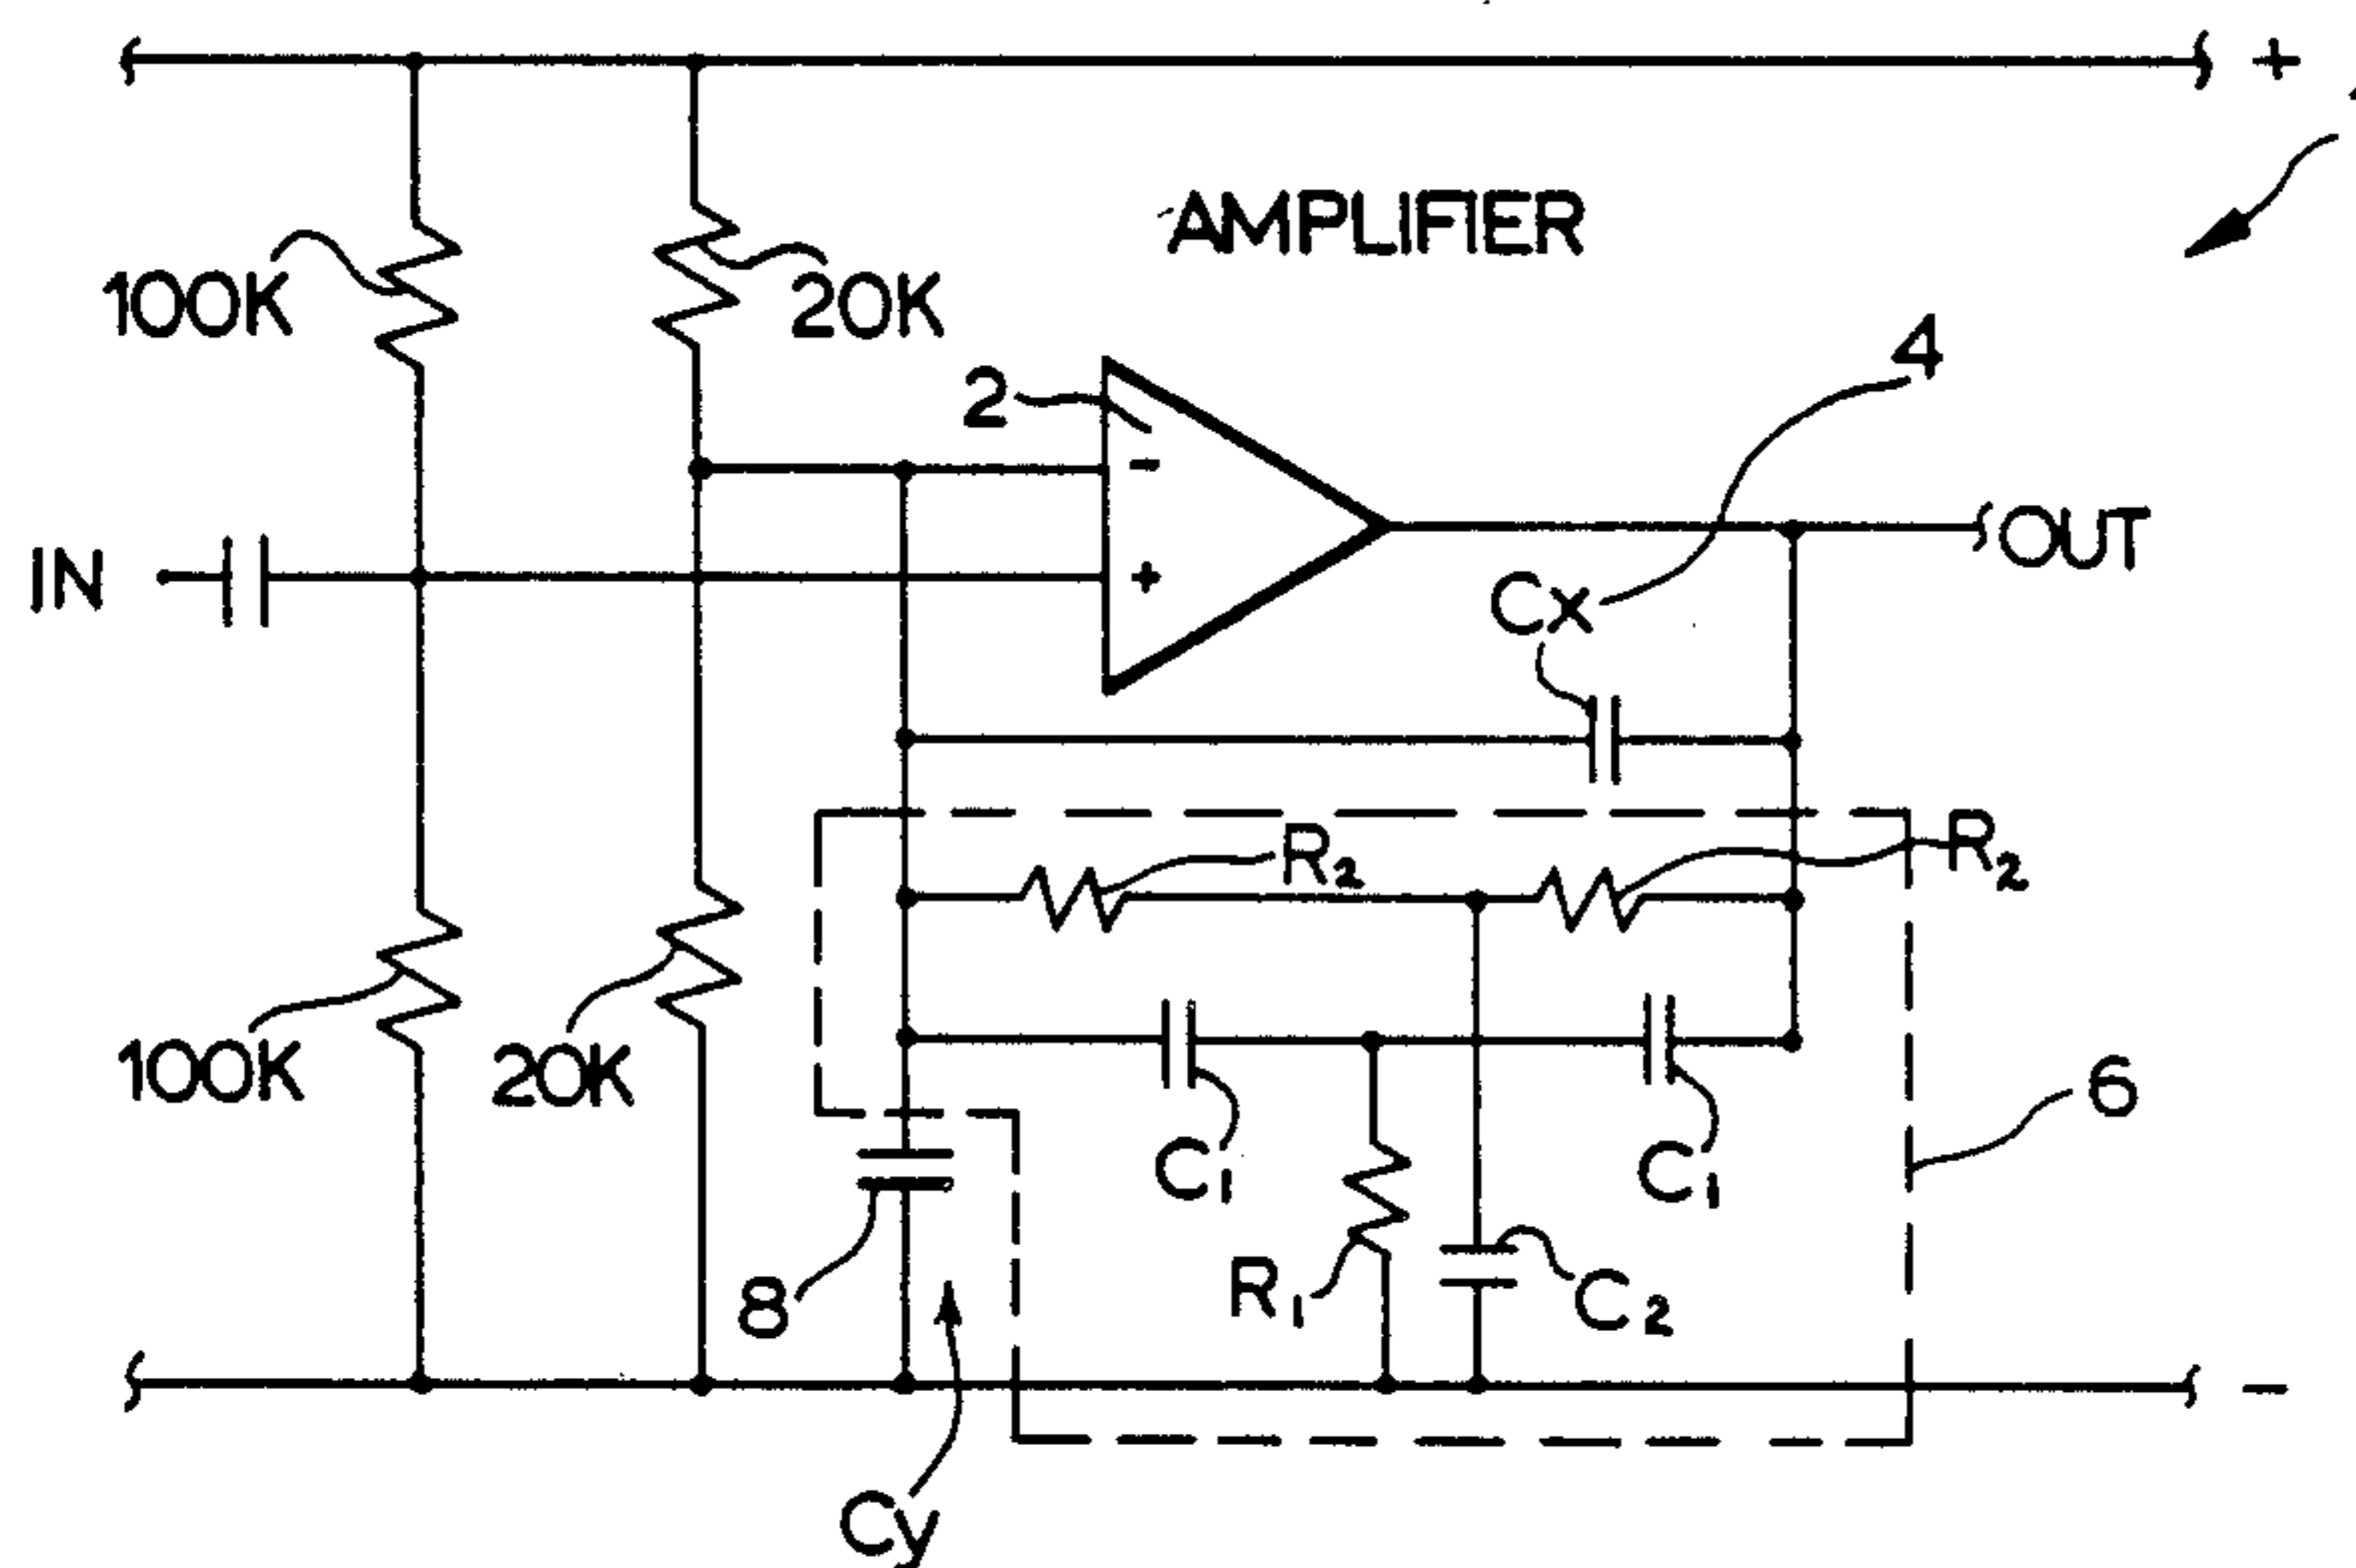 +
AMPLIFIER
100K
20K
4
2
-
OUT
IN
+
Cx
R2
R2
100K
20K
6
C1
C1
8
R1
C2
-
Cy